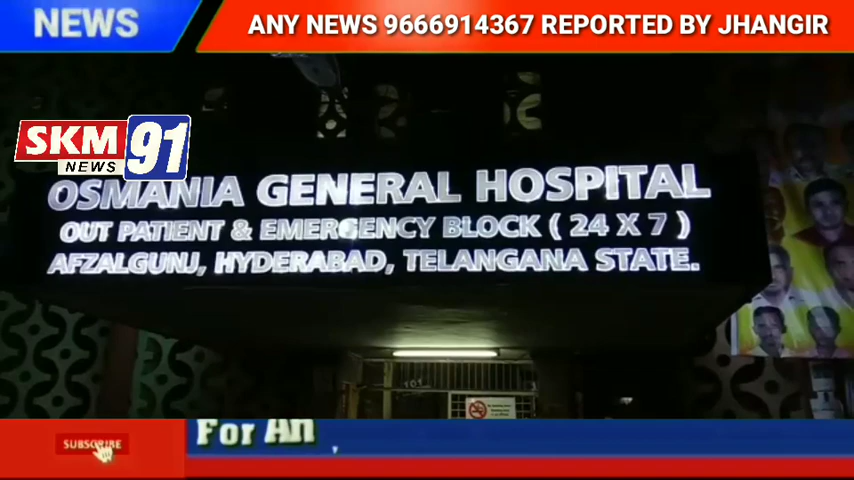 NEWS
ANY NEWS 9666914367 REPORTED BY JHANGIR
SKM 91
NEWS
OSMANIA GENERAL HOSPITAL
OUT PATIENT & EMERGENCY BLOCK ( 24 X 7 )
AFZALGUNJ, HYDERABAD, TELANGANA STATE.
SUBSCRIBE
For An